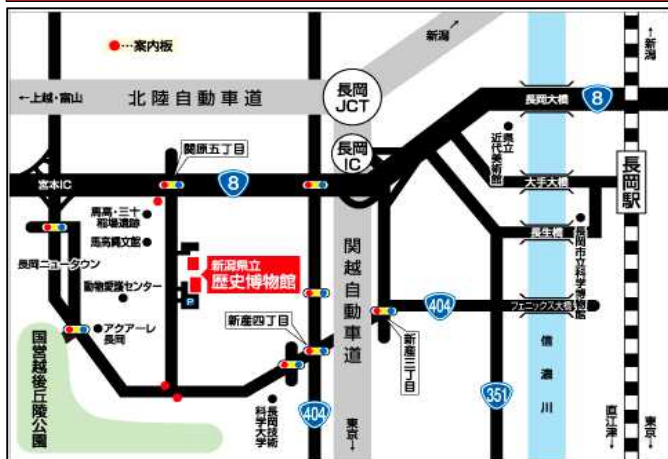 ●…案内板
新潟
↑新潟
←上越・富山
北陸自動車道
長岡
JCT
長岡
IC
長岡大橋
8
関原五丁目
宮本IC
8
県立
近代美術館
大手大橋
長岡駅
馬高・三十
稲場遺跡
馬高縄文館
長生橋
長岡市立科学博物館
長岡ニュータウン
新潟県立
歴史博物館
動物愛護センター
P
関越自動車道
404
フェニックス大橋
アクアーレ
長岡
新産四丁目
新産三丁目
国営越後丘陵公園
信濃川
351
長岡技術
科学大学
404
東京→
直江津→
東京→